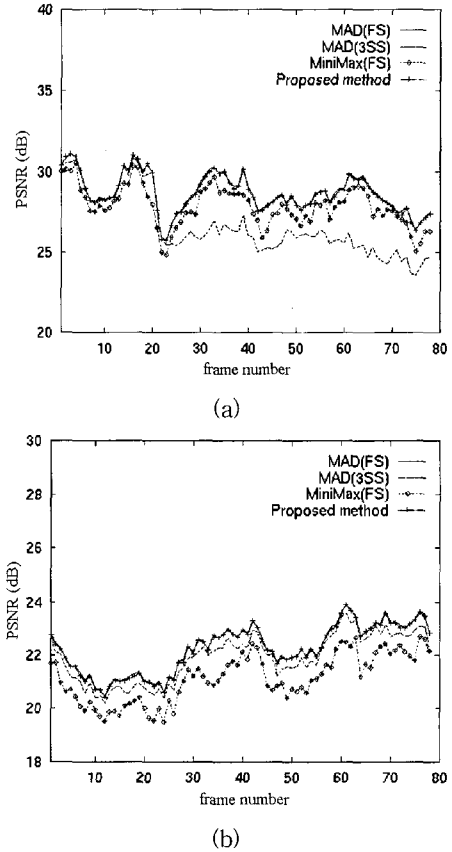 40
35
30
25
20
PSNR (dB)
MAD(FS)
MAD(3SS)
MiniMax(FS)
Proposed method
0 10 20 30 40 50 60 70 80
frame number
(a)
30
28
26
24
22
20
18
PSNR (dB)
MAD(FS)
MAD(3SS)
MiniMax(FS)
Proposed method
10 20 30 40 50 60 70 80
frame number
(b)